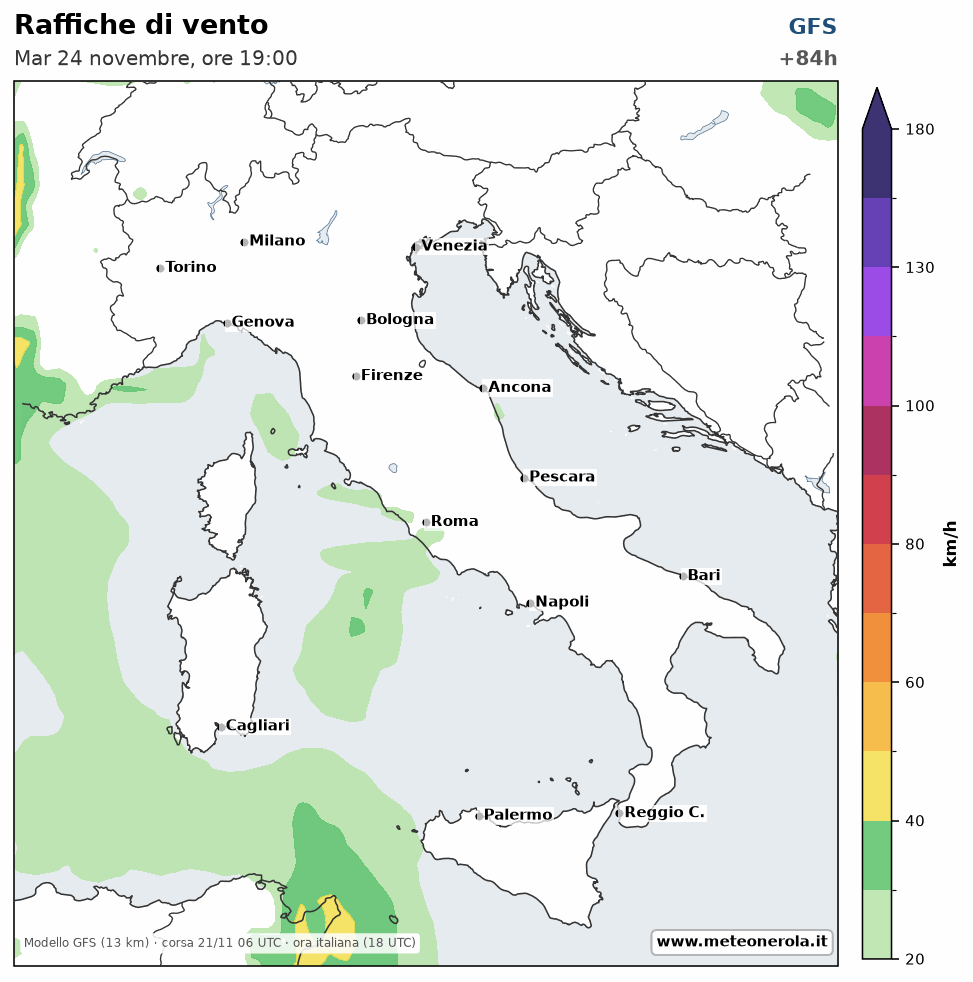 Raffiche di vento
GFS
Mar 24 novembre, ore 19:00
+84h
180
Milano
Venezia
Torino
130
Genova
Bologna
Firenze
Ancona
100
Pescara
Roma
80
km/h
Bari
Napoli
60
Cagliari
Palermo
Reggio C.
40
Modello GFS (13 km) · corsa 21/11 06 UTC · ora italiana (18 UTC)
www.meteonerola.it
20